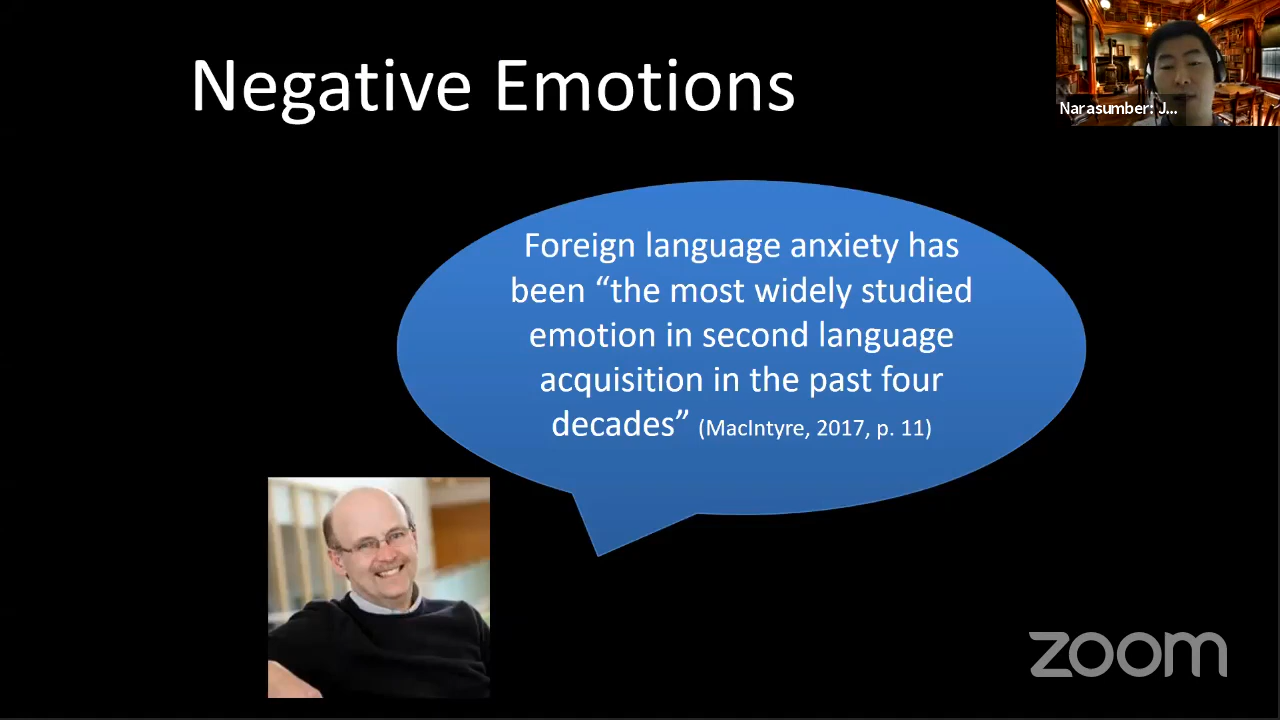 Negative Emotions
Narasumber: J...
Foreign language anxiety has
been “the most widely studied
emotion in second language
acquisition in the past four
decades” (MacIntyre, 2017, p. 11)
zoom